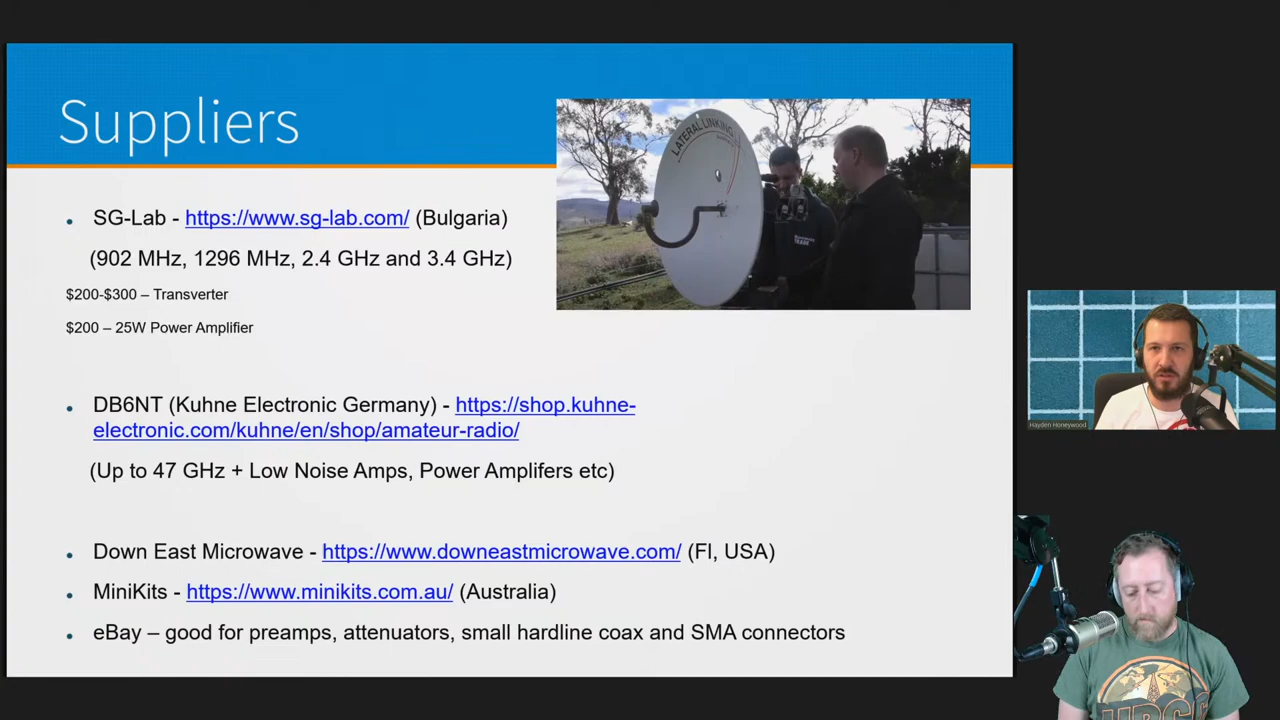 Suppliers
LATERAL LINKING
SG-Lab - https://www.sg-lab.com/ (Bulgaria)
(902 MHz, 1296 MHz, 2.4 GHz and 3.4 GHz)
$200-$300 – Transverter
$200 – 25W Power Amplifier
DB6NT (Kuhne Electronic Germany) - https://shop.kuhne-
electronic.com/kuhne/en/shop/amateur-radio/
(Up to 47 GHz + Low Noise Amps, Power Amplifers etc)
Down East Microwave - https://www.downeastmicrowave.com/ (Fl, USA)
MiniKits - https://www.minikits.com.au/ (Australia)
eBay – good for preamps, attenuators, small hardline coax and SMA connectors
Hayden Honeywood